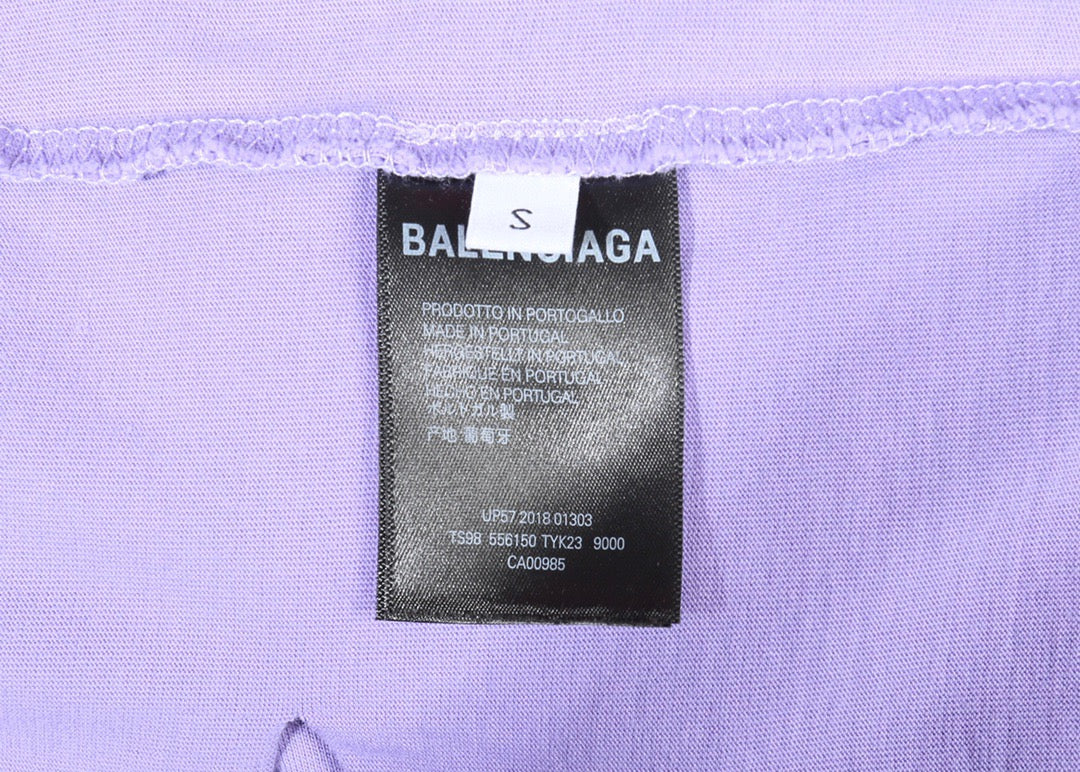 S
BALENCIAGA
PRODOTTO IN PORTOGALLO
MADE IN PORTUGAL
HERGESTELLT IN PORTUGAL
FABRIQUE EN PORTUGAL
HECHO EN PORTUGAL
ポルトガル製
产地 葡萄牙
UP57 2018 01303
TS98 556150 TYK23 9000
CA00985